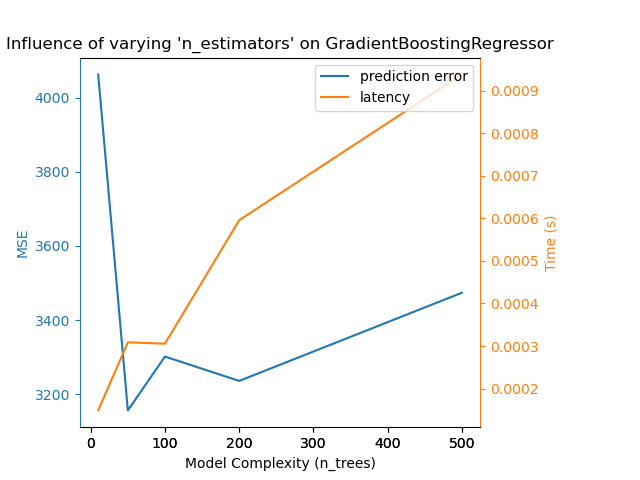 Influence of varying 'n_estimators' on GradientBoostingRegressor
prediction error
latency
4000
3800
3600
3400
3200
MSE
0.0009
0.0008
0.0007
0.0006
0.0005
0.0004
0.0003
0.0002
Time (s)
0 100 200 300 400 500
Model Complexity (n_trees)